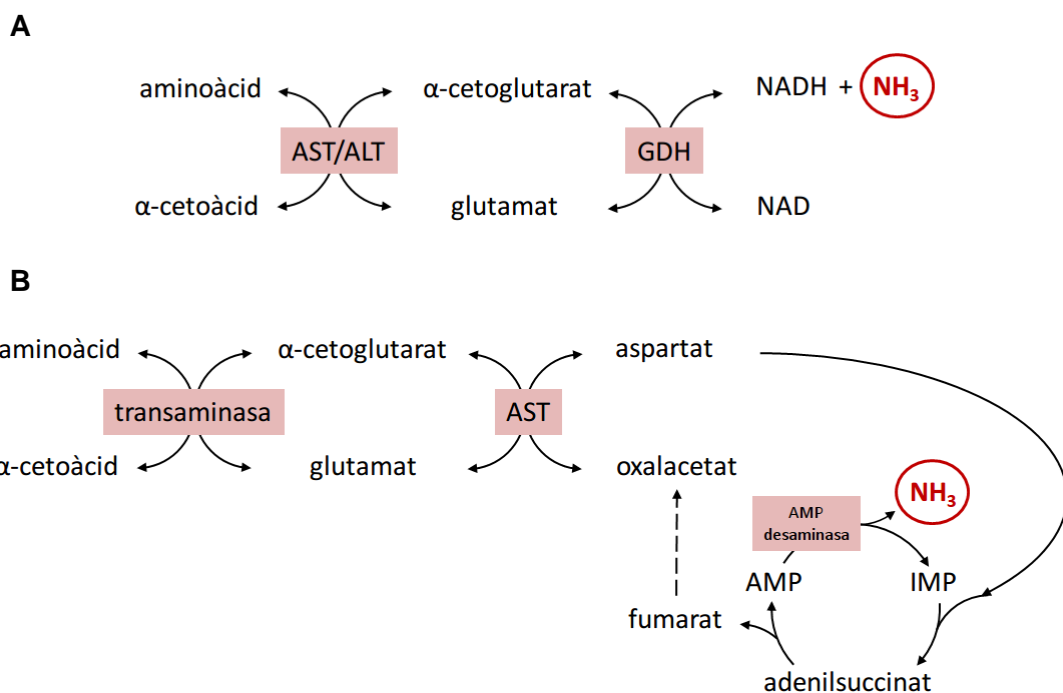 A
aminoàcid α-cetoglutarat NADH + NH₃
AST/ALT GDH
α-cetoàcid glutamat NAD
B
aminoàcid α-cetoglutarat aspartat
transaminasa AST
α-cetoàcid glutamat oxalacetat
NH₃
AMP
desaminasa
AMP IMP
fumarat
adenilsuccinat